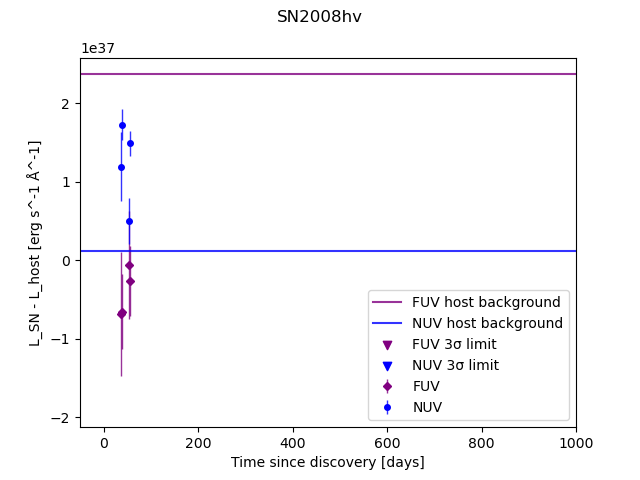 SN2008hv
1e37
L_SN - L_host [erg s^-1 Å^-1]
2
1
0
−1
−2
FUV host background
NUV host background
FUV 3σ limit
NUV 3σ limit
FUV
NUV
0 200 400 600 800 1000
Time since discovery [days]